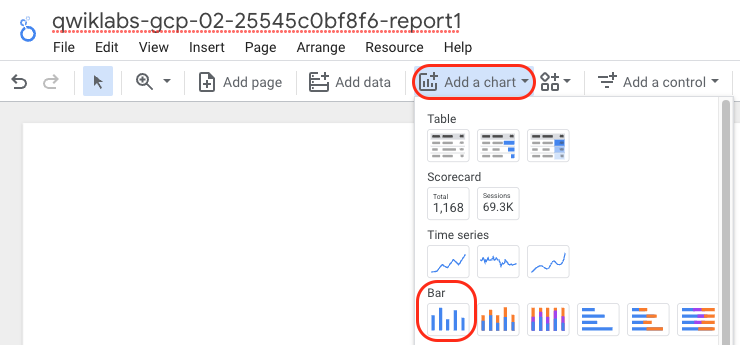 qwiklabs-gcp-02-25545c0bf8f6-report1
File Edit View Insert Page Arrange Resource Help
Add page Add data Add a chart Add a control
Table
Scorecard
Total Sessions
1,168 69.3K
Time series
Bar